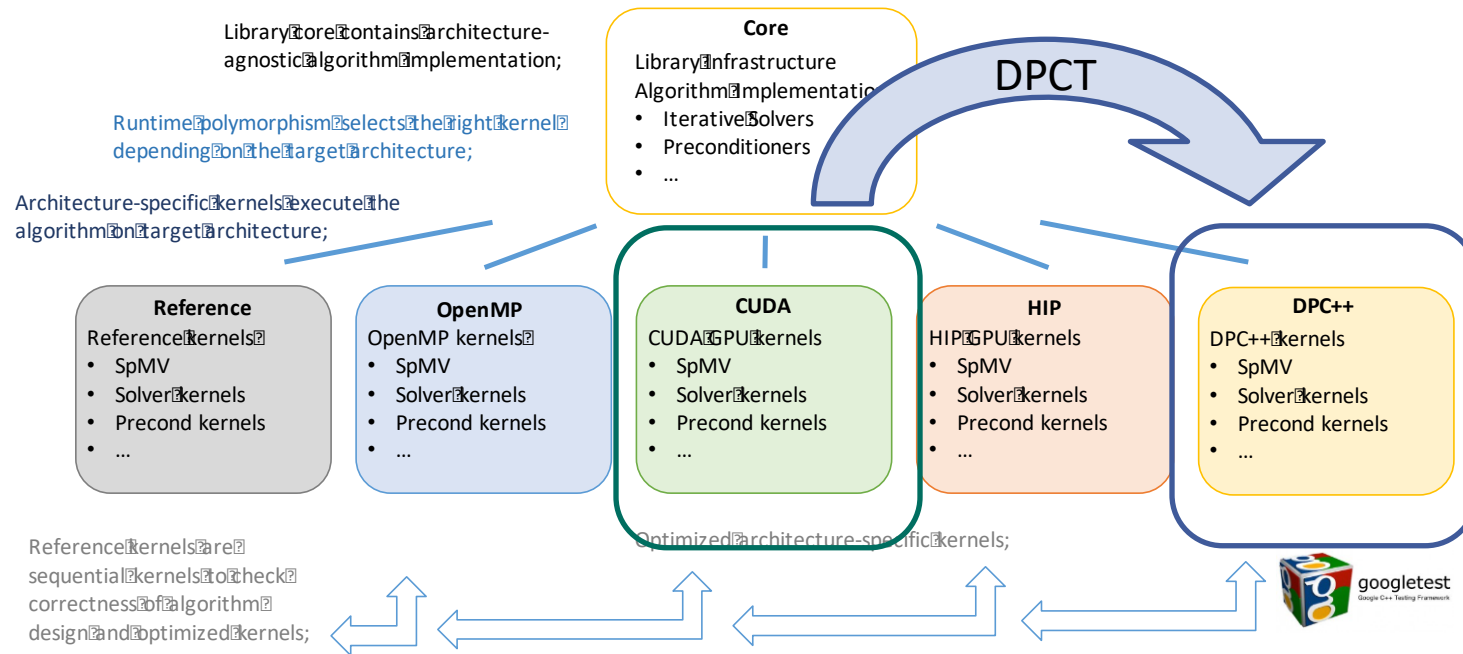 Library core contains architecture-
agnostic algorithm implementation;
Runtime polymorphism selects the right kernel
depending on the target architecture;
Architecture-specific kernels execute the
algorithm on target architecture;
Core
Library Infrastructure
Algorithm Implementation
• Iterative Solvers
• Preconditioners
• ...
DPCT
Reference
Reference kernels
• SpMV
• Solver kernels
• Precond kernels
• ...
OpenMP
OpenMP kernels
• SpMV
• Solver kernels
• Precond kernels
• ...
CUDA
CUDA GPU kernels
• SpMV
• Solver kernels
• Precond kernels
• ...
HIP
HIP GPU kernels
• SpMV
• Solver kernels
• Precond kernels
• ...
DPC++
DPC++ kernels
• SpMV
• Solver kernels
• Precond kernels
• ...
Reference kernels are
sequential kernels to check
correctness of algorithm
design and optimized kernels;
Optimized architecture-specific kernels;
googletest
Google C++ Testing Framework